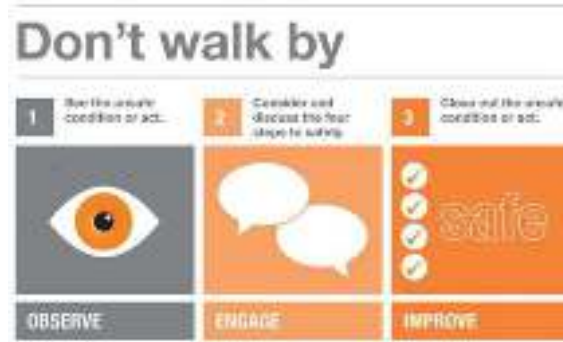 Don't walk by
1
See the unsafe
condition or act.
2
Consider and
discuss the four
steps to safety
3
Close out the unsafe
condition or act.
safe
OBSERVE
ENGAGE
IMPROVE